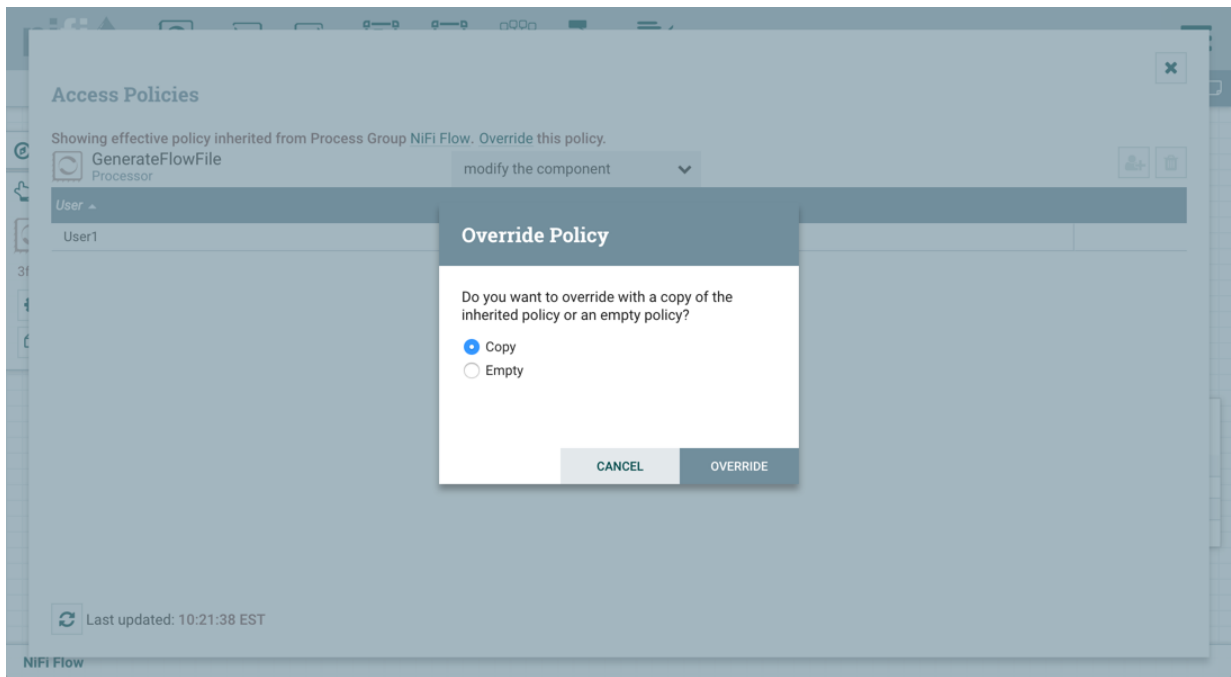 Access Policies
Showing effective policy inherited from Process Group NiFi Flow. Override this policy.
GenerateFlowFile
Processor
modify the component
User
User1
Override Policy
Do you want to override with a copy of the
inherited policy or an empty policy?
Copy
Empty
CANCEL
OVERRIDE
Last updated: 10:21:38 EST
NiFi Flow